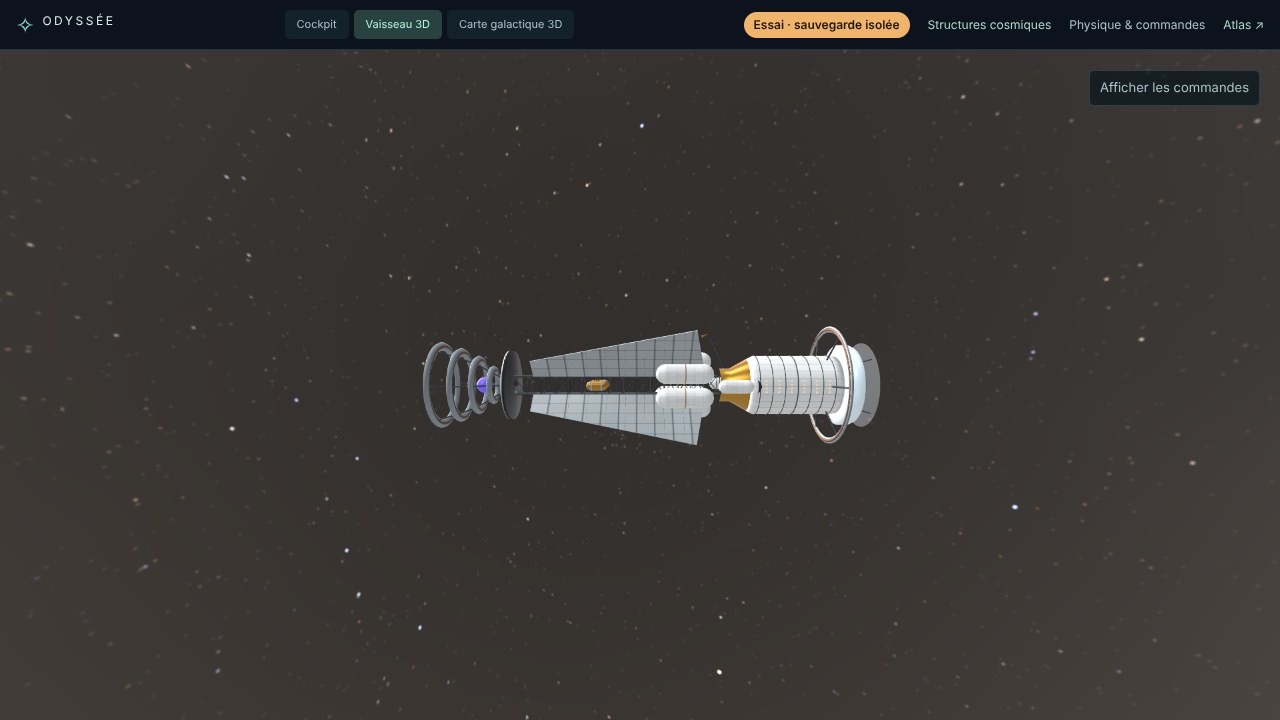 ODYSSÉE
Cockpit
Vaisseau 3D
Carte galactique 3D
Essai · sauvegarde isolée
Structures cosmiques
Physique & commandes
Atlas ↗
Afficher les commandes